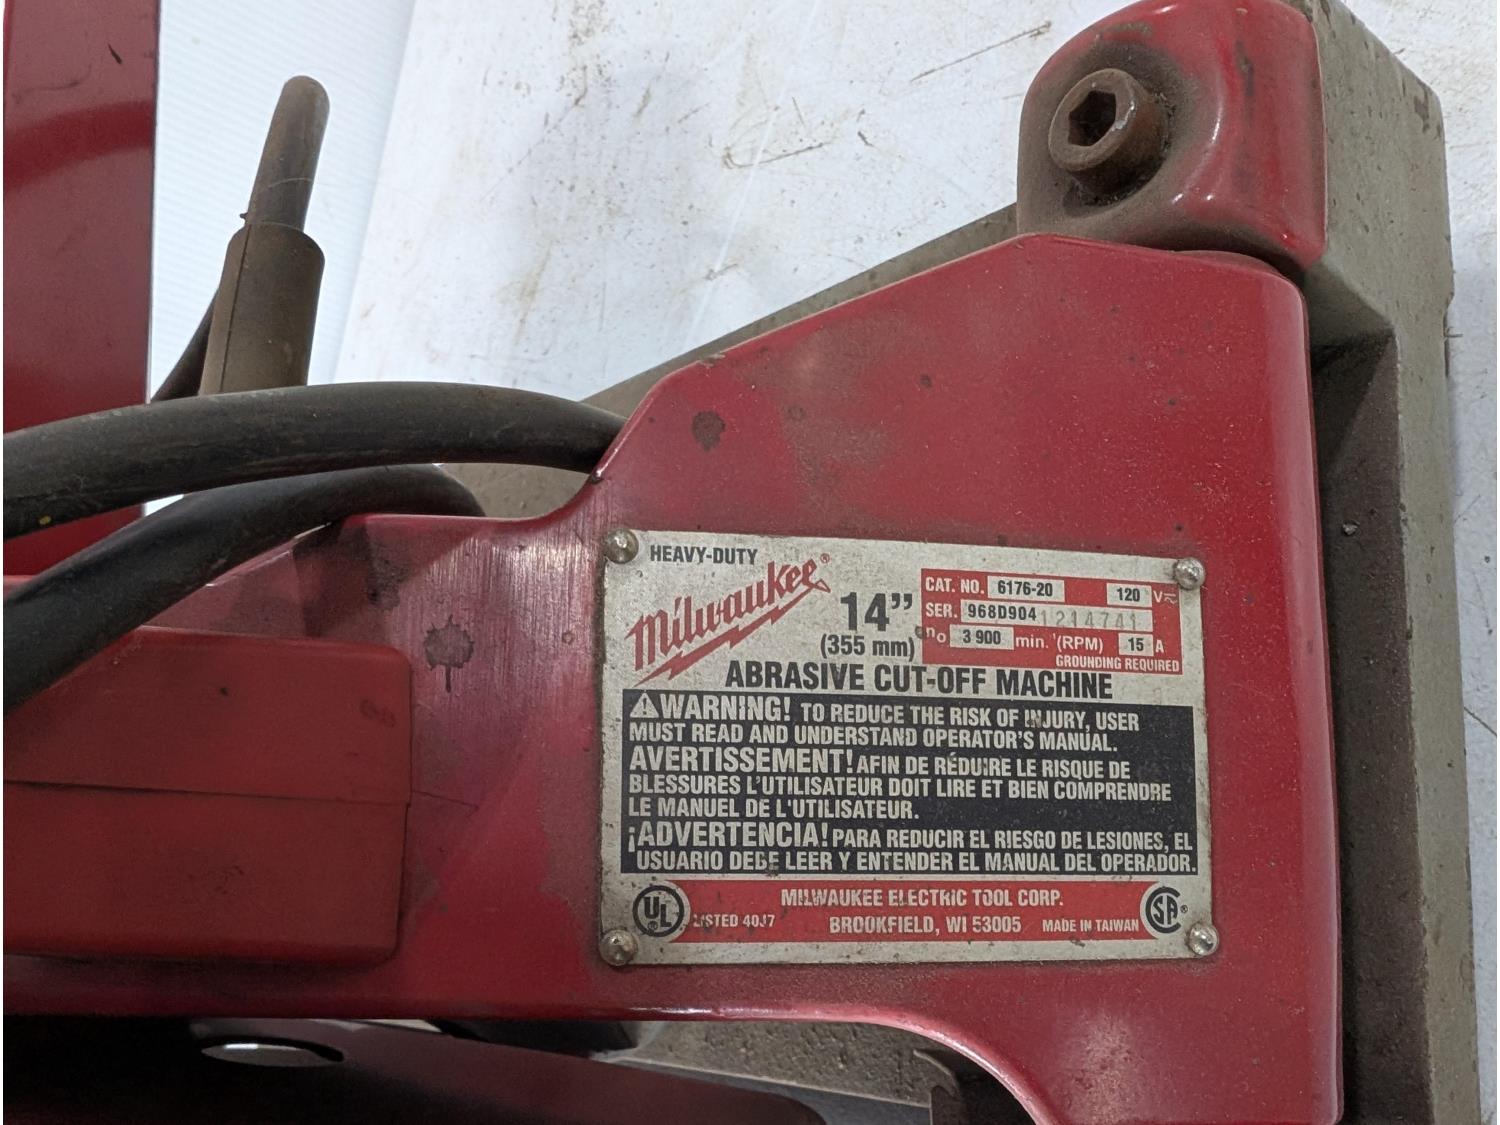 HEAVY-DUTY
Milwaukee®
14”
(355 mm)
CAT. NO. 6176-20 120 V
SER. 968D904 1214741
no 3 900 min.⁻¹(RPM) 15 A
GROUNDING REQUIRED
ABRASIVE CUT-OFF MACHINE
WARNING! TO REDUCE THE RISK OF INJURY, USER
MUST READ AND UNDERSTAND OPERATOR'S MANUAL.
AVERTISSEMENT! AFIN DE RÉDUIRE LE RISQUE DE
BLESSURES L'UTILISATEUR DOIT LIRE ET BIEN COMPRENDRE
LE MANUEL DE L'UTILISATEUR.
¡ADVERTENCIA! PARA REDUCIR EL RIESGO DE LESIONES, EL
USUARIO DEBE LEER Y ENTENDER EL MANUAL DEL OPERADOR.
UL®
LISTED 40J7
MILWAUKEE ELECTRIC TOOL CORP.
BROOKFIELD, WI 53005
MADE IN TAIWAN
SA®